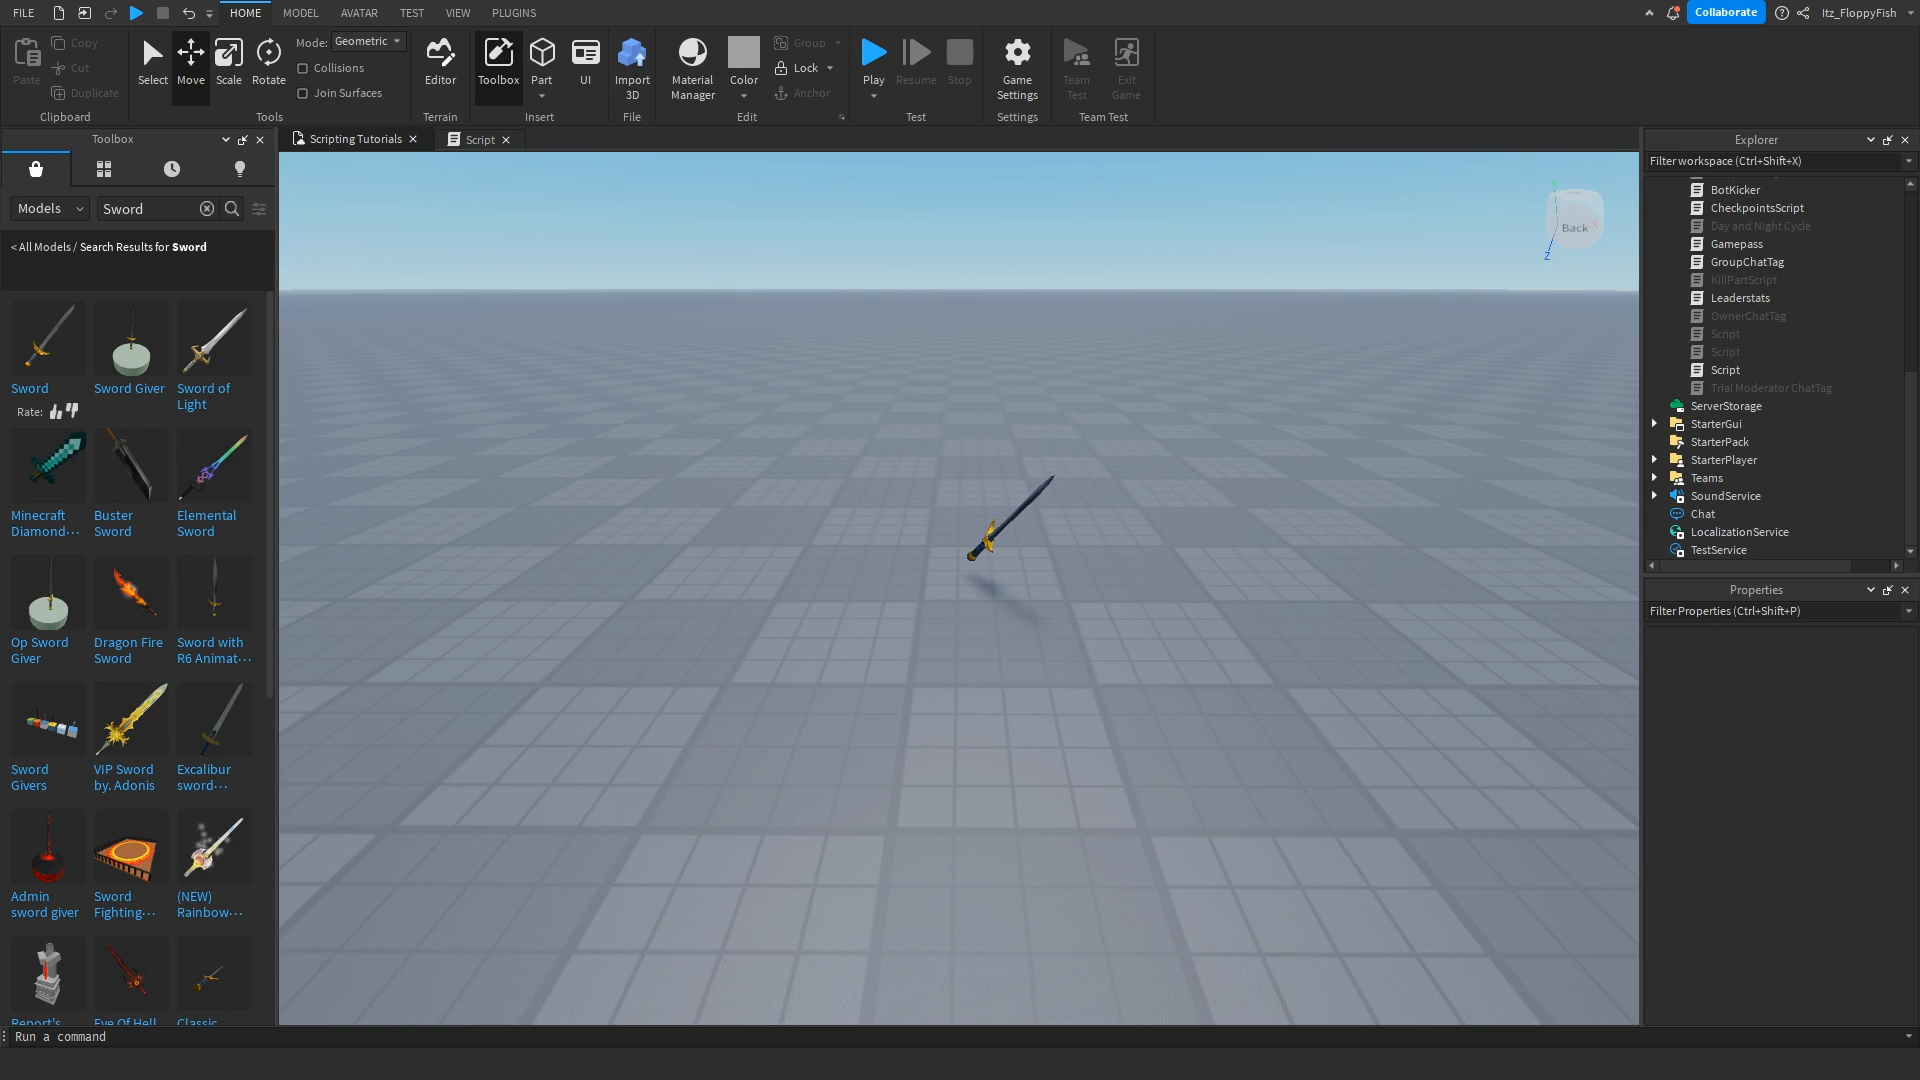 FILE
HOME
MODEL
AVATAR
TEST
VIEW
PLUGINS
Collaborate
Itz_FloppyFish
Paste
Copy
Cut
Duplicate
Clipboard
Select
Move
Scale
Rotate
Mode: Geometric
Collisions
Join Surfaces
Tools
Editor
Terrain
Toolbox
Part
UI
Insert
Import
3D
File
Material
Manager
Color
Group
Lock
Anchor
Edit
Play
Resume
Stop
Test
Game
Settings
Settings
Team
Test
Exit
Game
Team Test
Toolbox
Scripting Tutorials
Script
Models
Sword
< All Models / Search Results for Sword
Sword
Sword Giver
Sword of
Light
Rate:
Minecraft
Diamond...
Buster
Sword
Elemental
Sword
Op Sword
Giver
Dragon Fire
Sword
Sword with
R6 Animat...
Sword
Givers
VIP Sword
by. Adonis
Excalibur
sword...
Admin
sword giver
Sword
Fighting...
(NEW)
Rainbow...
Report's
Eye Of Hell
Classic
Back
X
Z
Explorer
Filter workspace (Ctrl+Shift+X)
BotKicker
CheckpointsScript
Day and Night Cycle
Gamepass
GroupChatTag
KillPartScript
Leaderstats
OwnerChatTag
Script
Script
Script
Trial Moderator ChatTag
ServerStorage
StarterGui
StarterPack
StarterPlayer
Teams
SoundService
Chat
LocalizationService
TestService
Properties
Filter Properties (Ctrl+Shift+P)
Run a command